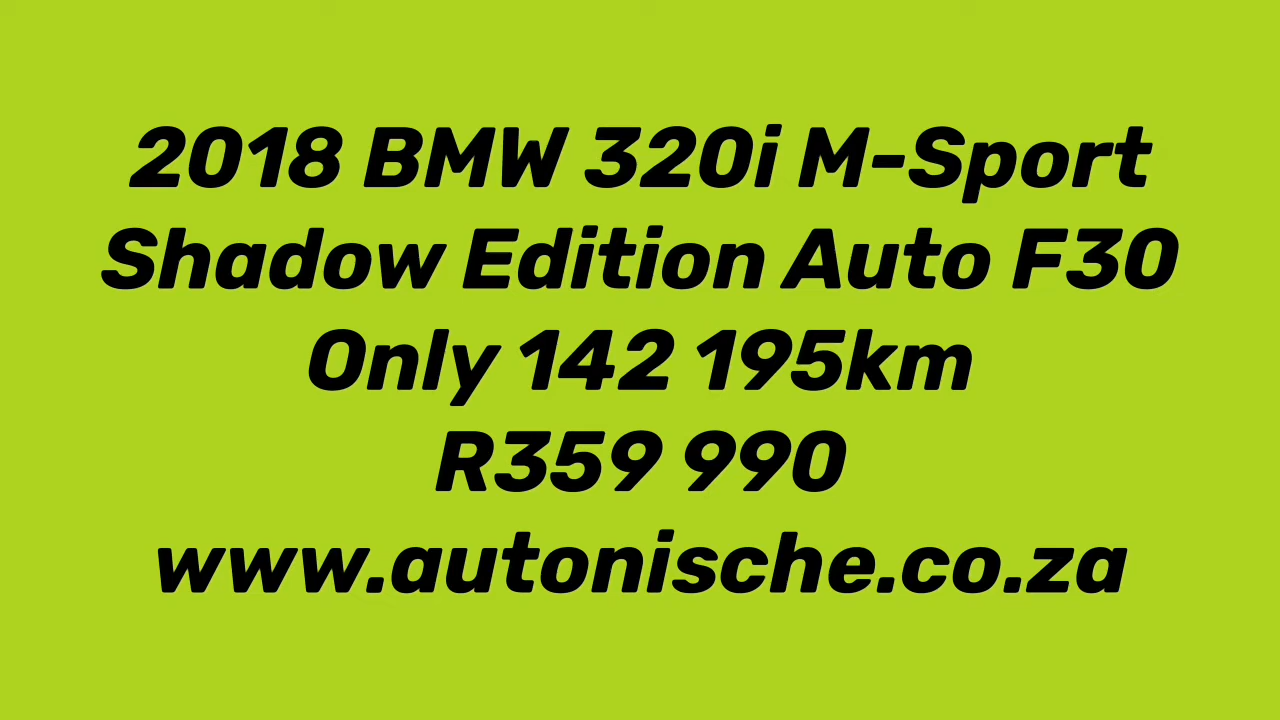 2018 BMW 320i M-Sport
Shadow Edition Auto F30
Only 142 195km
R359 990
www.autonische.co.za